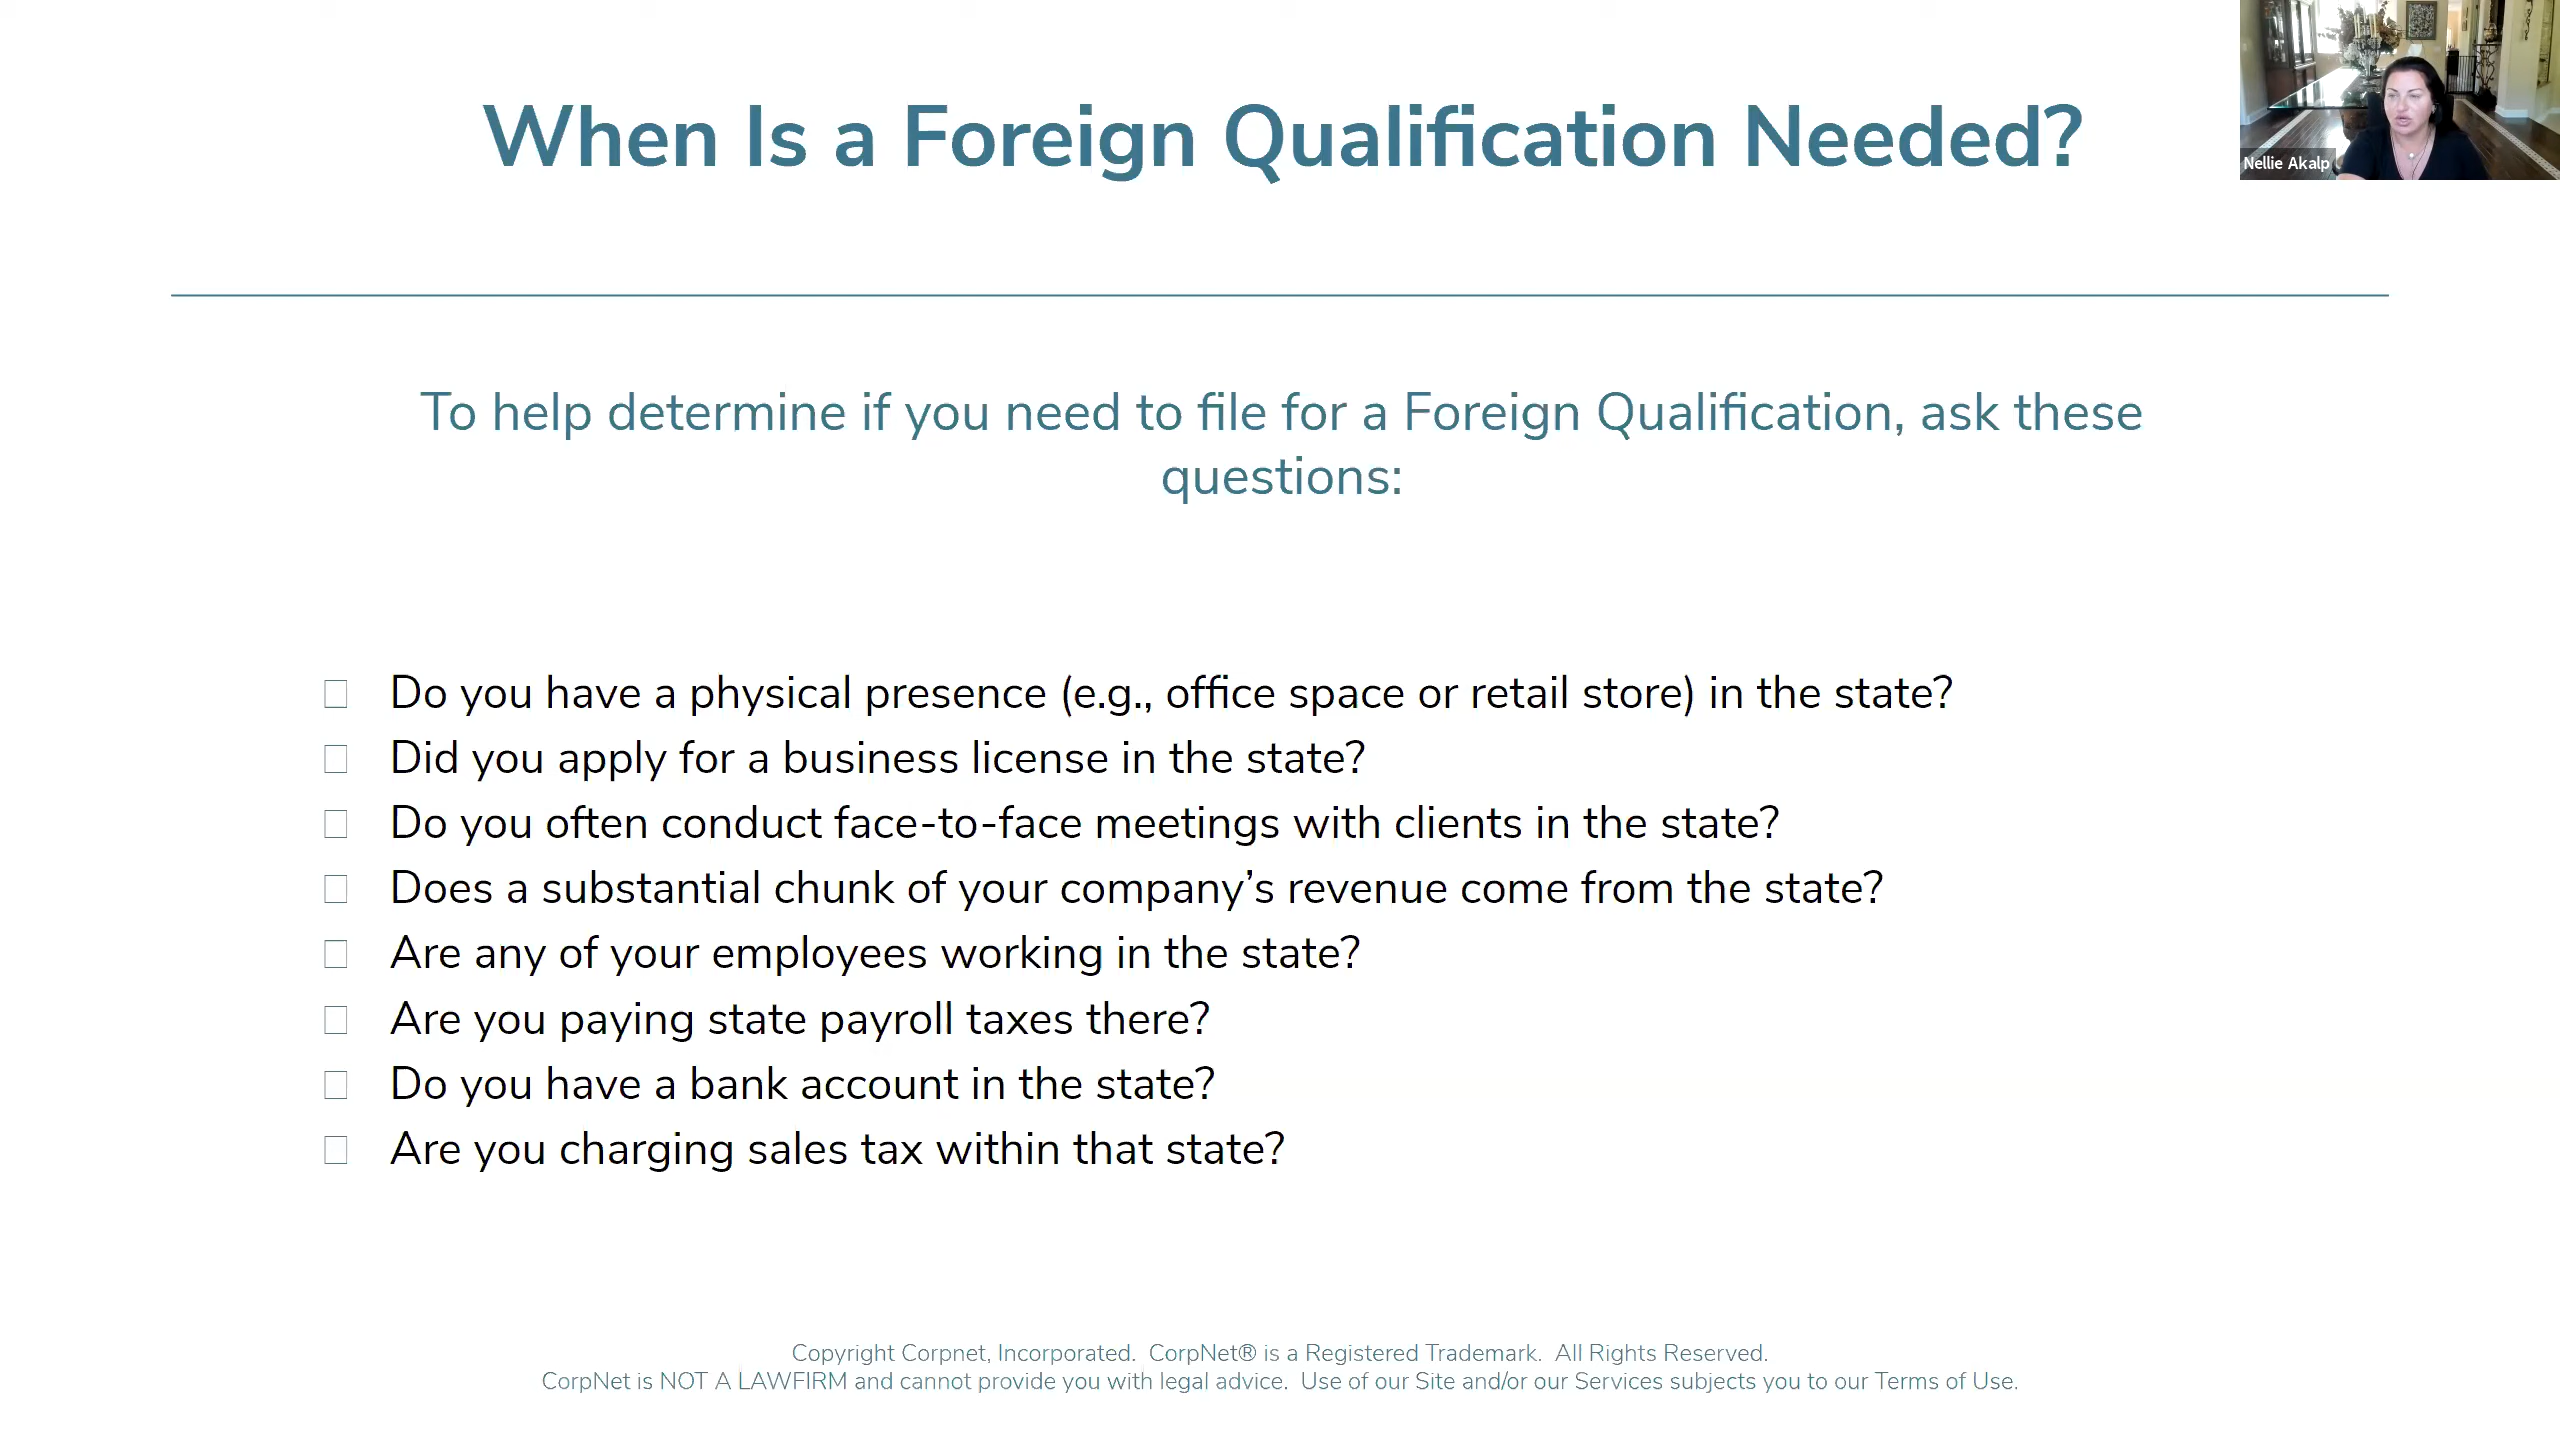 When Is a Foreign Qualification Needed?
Nellie Akalp
To help determine if you need to file for a Foreign Qualification, ask these
questions:
Do you have a physical presence (e.g., office space or retail store) in the state?
Did you apply for a business license in the state?
Do you often conduct face-to-face meetings with clients in the state?
Does a substantial chunk of your company’s revenue come from the state?
Are any of your employees working in the state?
Are you paying state payroll taxes there?
Do you have a bank account in the state?
Are you charging sales tax within that state?
Copyright Corpnet, Incorporated.  CorpNet® is a Registered Trademark.  All Rights Reserved.
CorpNet is NOT A LAWFIRM and cannot provide you with legal advice.  Use of our Site and/or our Services subjects you to our Terms of Use.